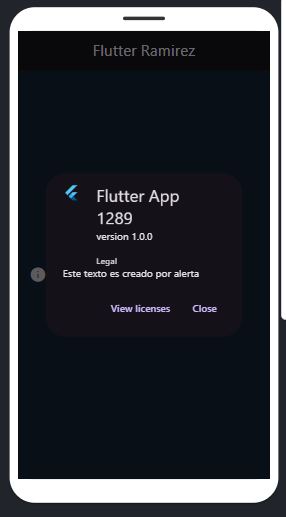 Flutter Ramirez
Flutter App
1289
version 1.0.0
Legal
Este texto es creado por alerta
View licenses Close